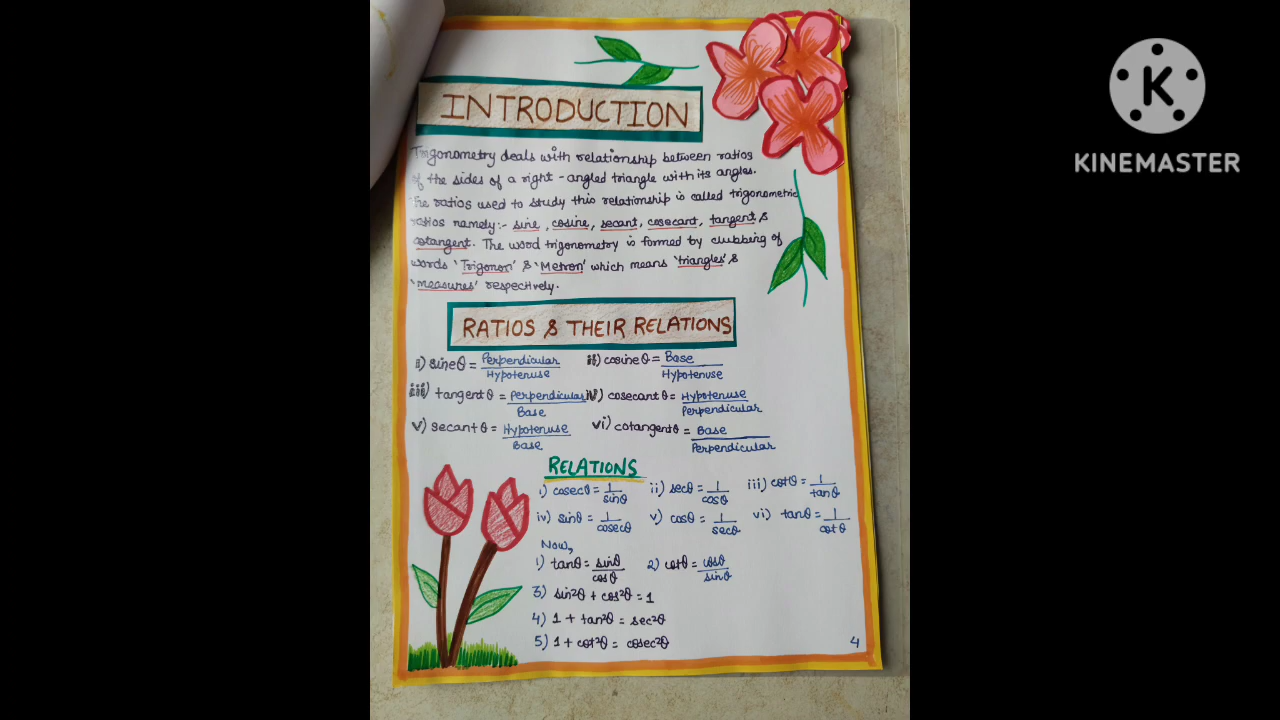 INTRODUCTION
Trigonometry deals with relationship between ratios
of the sides of a right-angled triangle with its angles.
The ratios used to study this relationship is called trigonometric
ratios namely:- sine, cosine, secant, cosecant, tangent &
cotangent. The wood trigonometry is formed by clubbing of
words 'Trigonon' & 'Metron' which means 'triangles' &
'measures' respectively.
RATIOS & THEIR RELATIONS
i) sineθ = Perpendicular/Hypotenuse ii) cosineθ = Base/Hypotenuse
iii) tangentθ = Perpendicular/Base iv) cosecantθ = Hypotenuse/Perpendicular
v) secantθ = Hypotenuse/Base vi) cotangentθ = Base/Perpendicular
RELATIONS
i) cosecθ = 1/sinθ ii) secθ = 1/cosθ iii) cotθ = 1/tanθ
iv) sinθ = 1/cosecθ v) cosθ = 1/secθ vi) tanθ = 1/cotθ
Now,
1) tanθ = sinθ/cosθ 2) cotθ = cosθ/sinθ
3) sin²θ + cos²θ = 1
4) 1 + tan²θ = sec²θ
5) 1 + cot²θ = cosec²θ
4
K
KINEMASTER